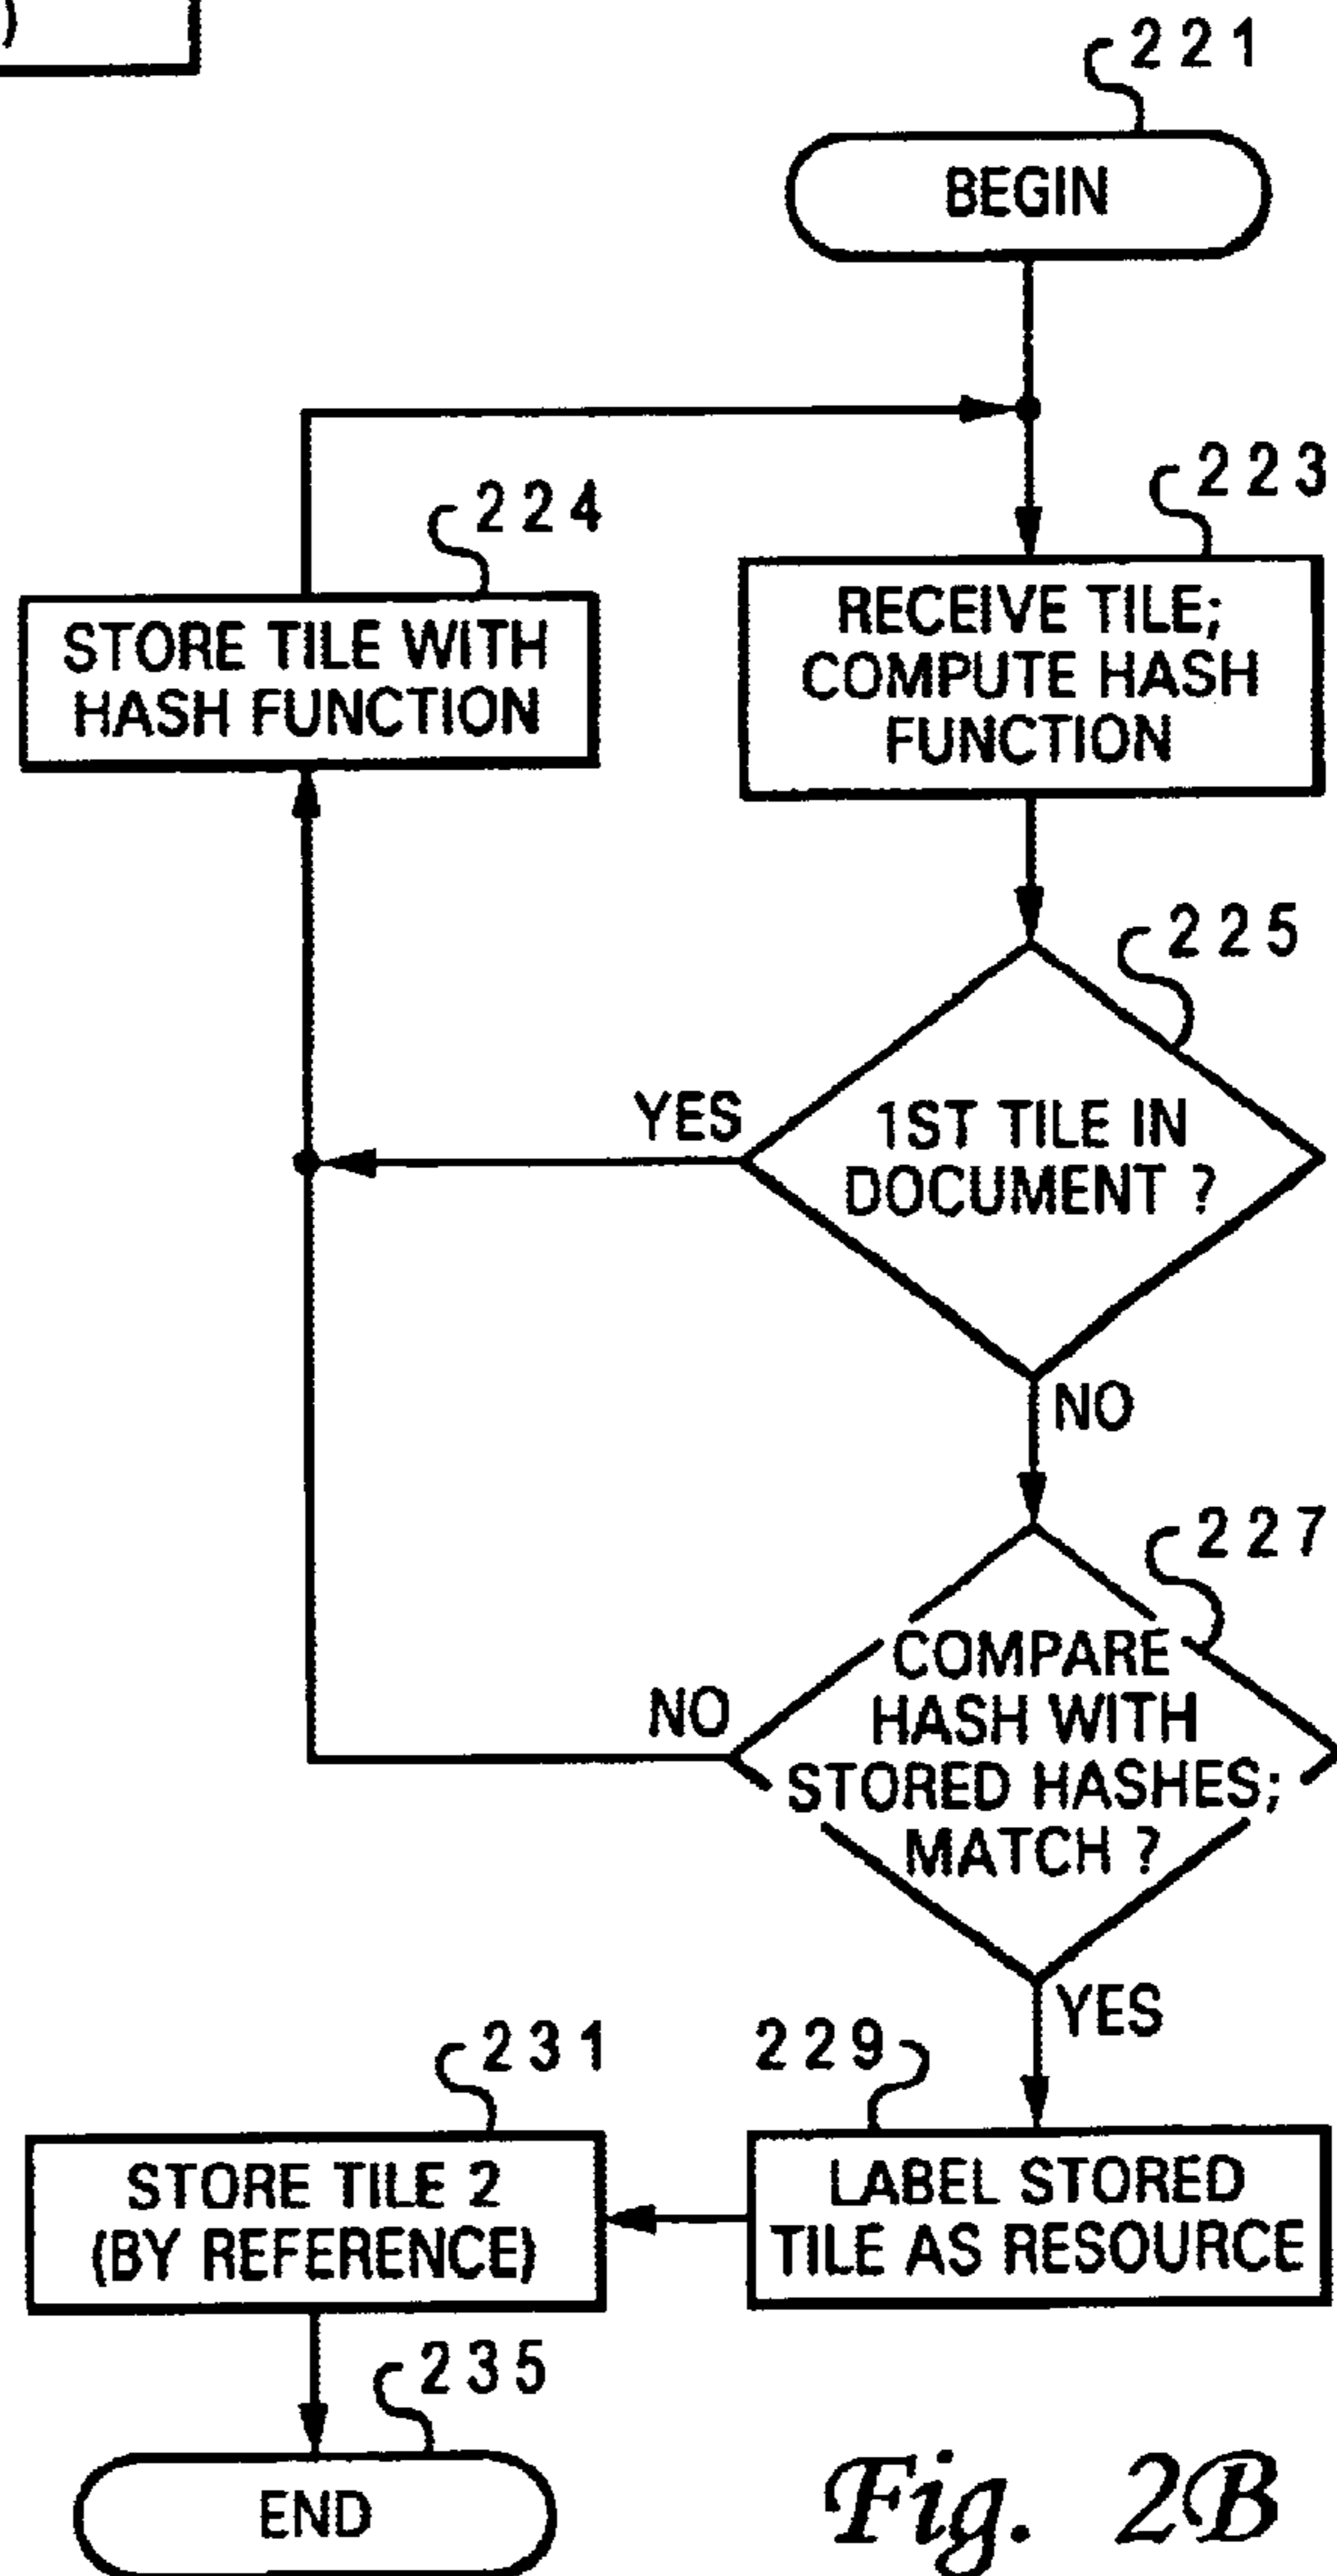 )
221
BEGIN
224
STORE TILE WITH
HASH FUNCTION
223
RECEIVE TILE;
COMPUTE HASH
FUNCTION
225
YES
1ST TILE IN
DOCUMENT ?
NO
227
NO
COMPARE
HASH WITH
STORED HASHES;
MATCH ?
YES
229
LABEL STORED
TILE AS RESOURCE
231
STORE TILE 2
(BY REFERENCE)
235
END
Fig. 2B